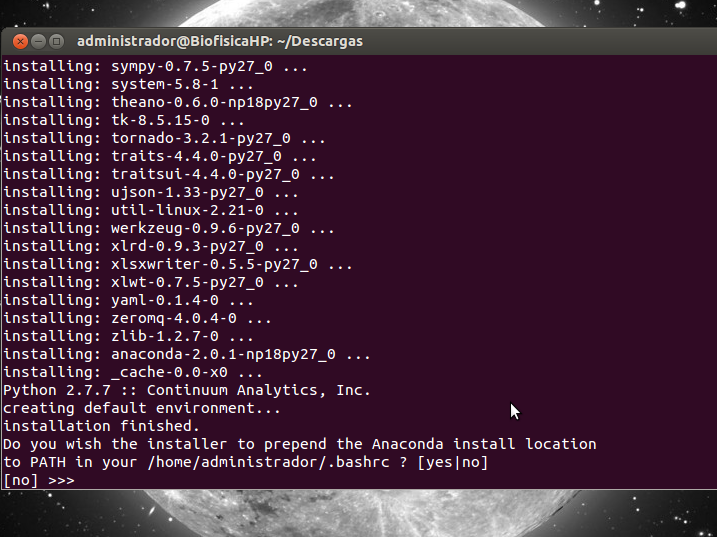 administrador@BiofisicaHP: ~/Descargas
installing: sympy-0.7.5-py27_0 ...
installing: system-5.8-1 ...
installing: theano-0.6.0-np18py27_0 ...
installing: tk-8.5.15-0 ...
installing: tornado-3.2.1-py27_0 ...
installing: traits-4.4.0-py27_0 ...
installing: traitsui-4.4.0-py27_0 ...
installing: ujson-1.33-py27_0 ...
installing: util-linux-2.21-0 ...
installing: werkzeug-0.9.6-py27_0 ...
installing: xlrd-0.9.3-py27_0 ...
installing: xlsxwriter-0.5.5-py27_0 ...
installing: xlwt-0.7.5-py27_0 ...
installing: yaml-0.1.4-0 ...
installing: zeromq-4.0.4-0 ...
installing: zlib-1.2.7-0 ...
installing: anaconda-2.0.1-np18py27_0 ...
installing: _cache-0.0-x0 ...
Python 2.7.7 :: Continuum Analytics, Inc.
creating default environment...
installation finished.
Do you wish the installer to prepend the Anaconda install location
to PATH in your /home/administrador/.bashrc ? [yes|no]
[no] >>>